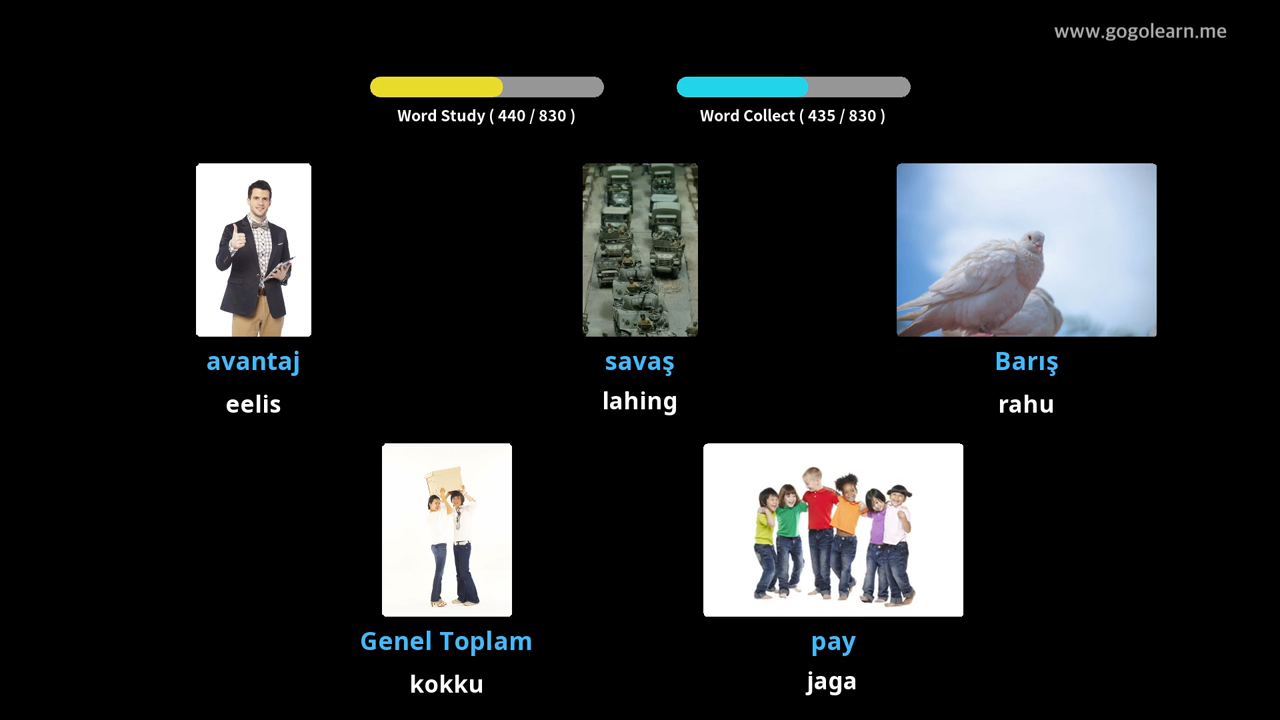 www.gogolearn.me
Word Study ( 440 / 830 )
Word Collect ( 435 / 830 )
avantaj
eelis
savaş
lahing
Barış
rahu
Genel Toplam
kokku
pay
jaga